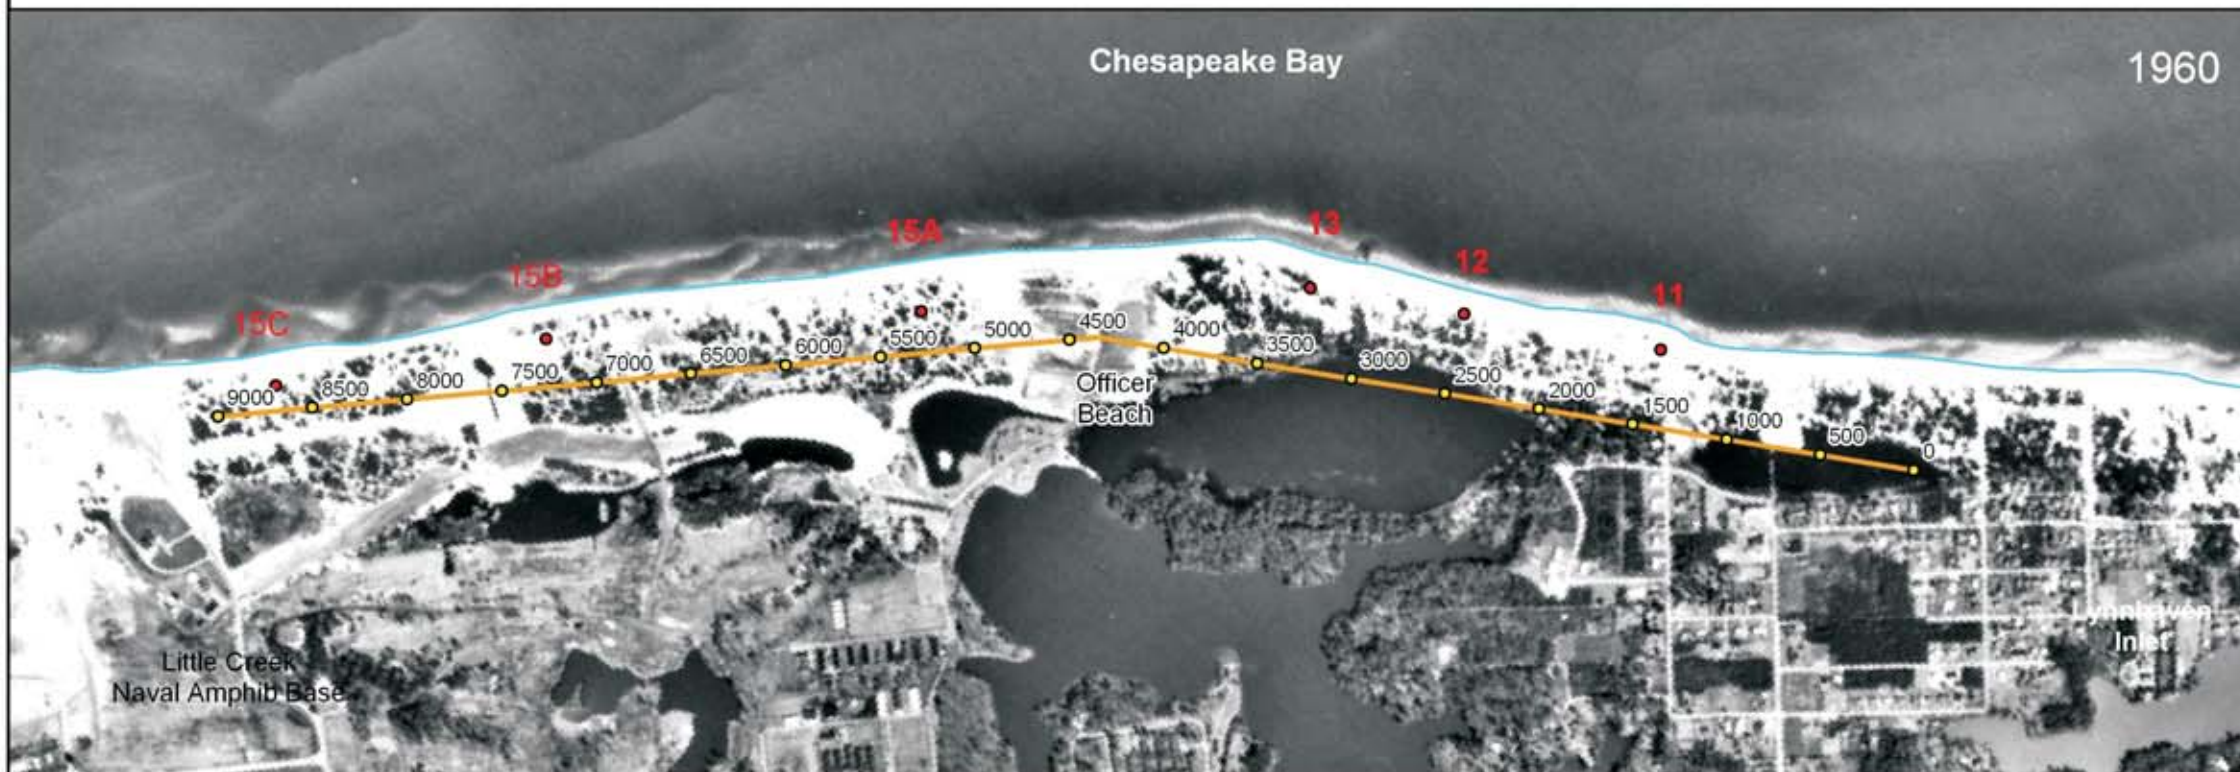 Chesapeake Bay
1960
13
15A
12
15B
11
15C
9000
8500
8000
7500
7000
6500
6000
5500
5000
4500
4000
3500
3000
2500
2000
1500
1000
500
0
Officer
Beach
Lynnhaven
Inlet
Little Creek
Naval Amphib Base